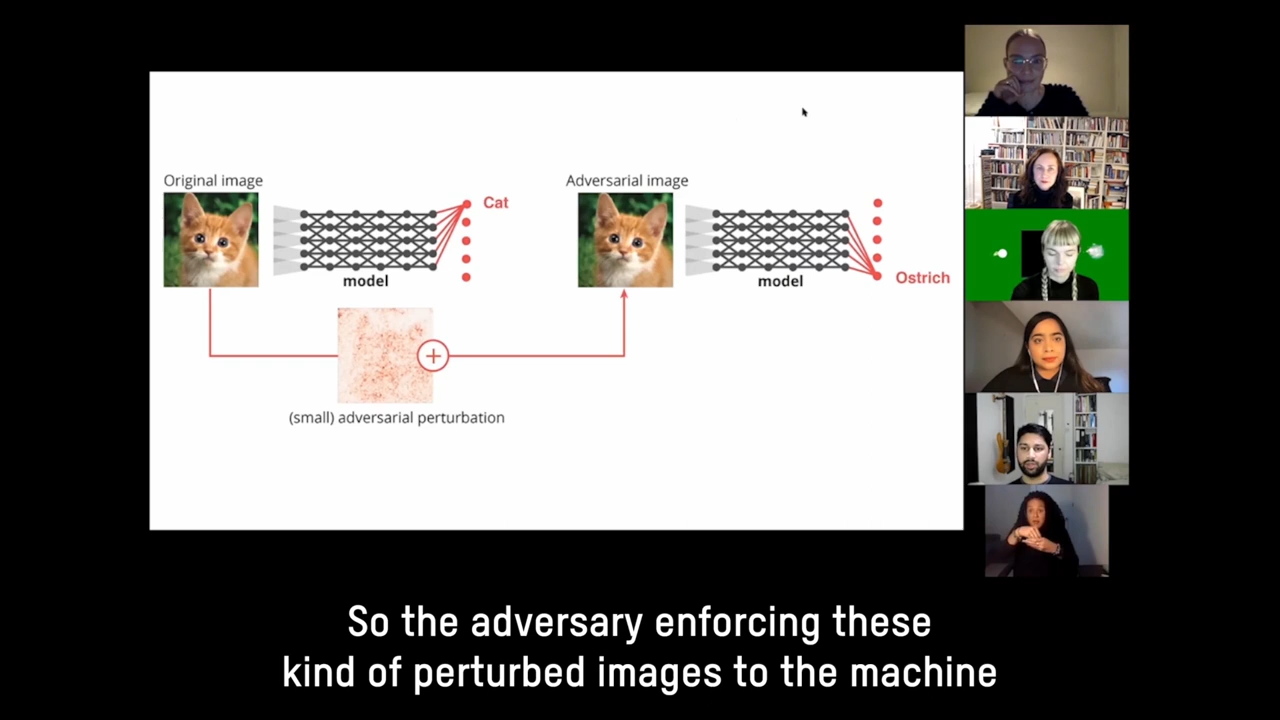 Original image
Cat
model
(small) adversarial perturbation
Adversarial image
model
Ostrich
So the adversary enforcing these
kind of perturbed images to the machine